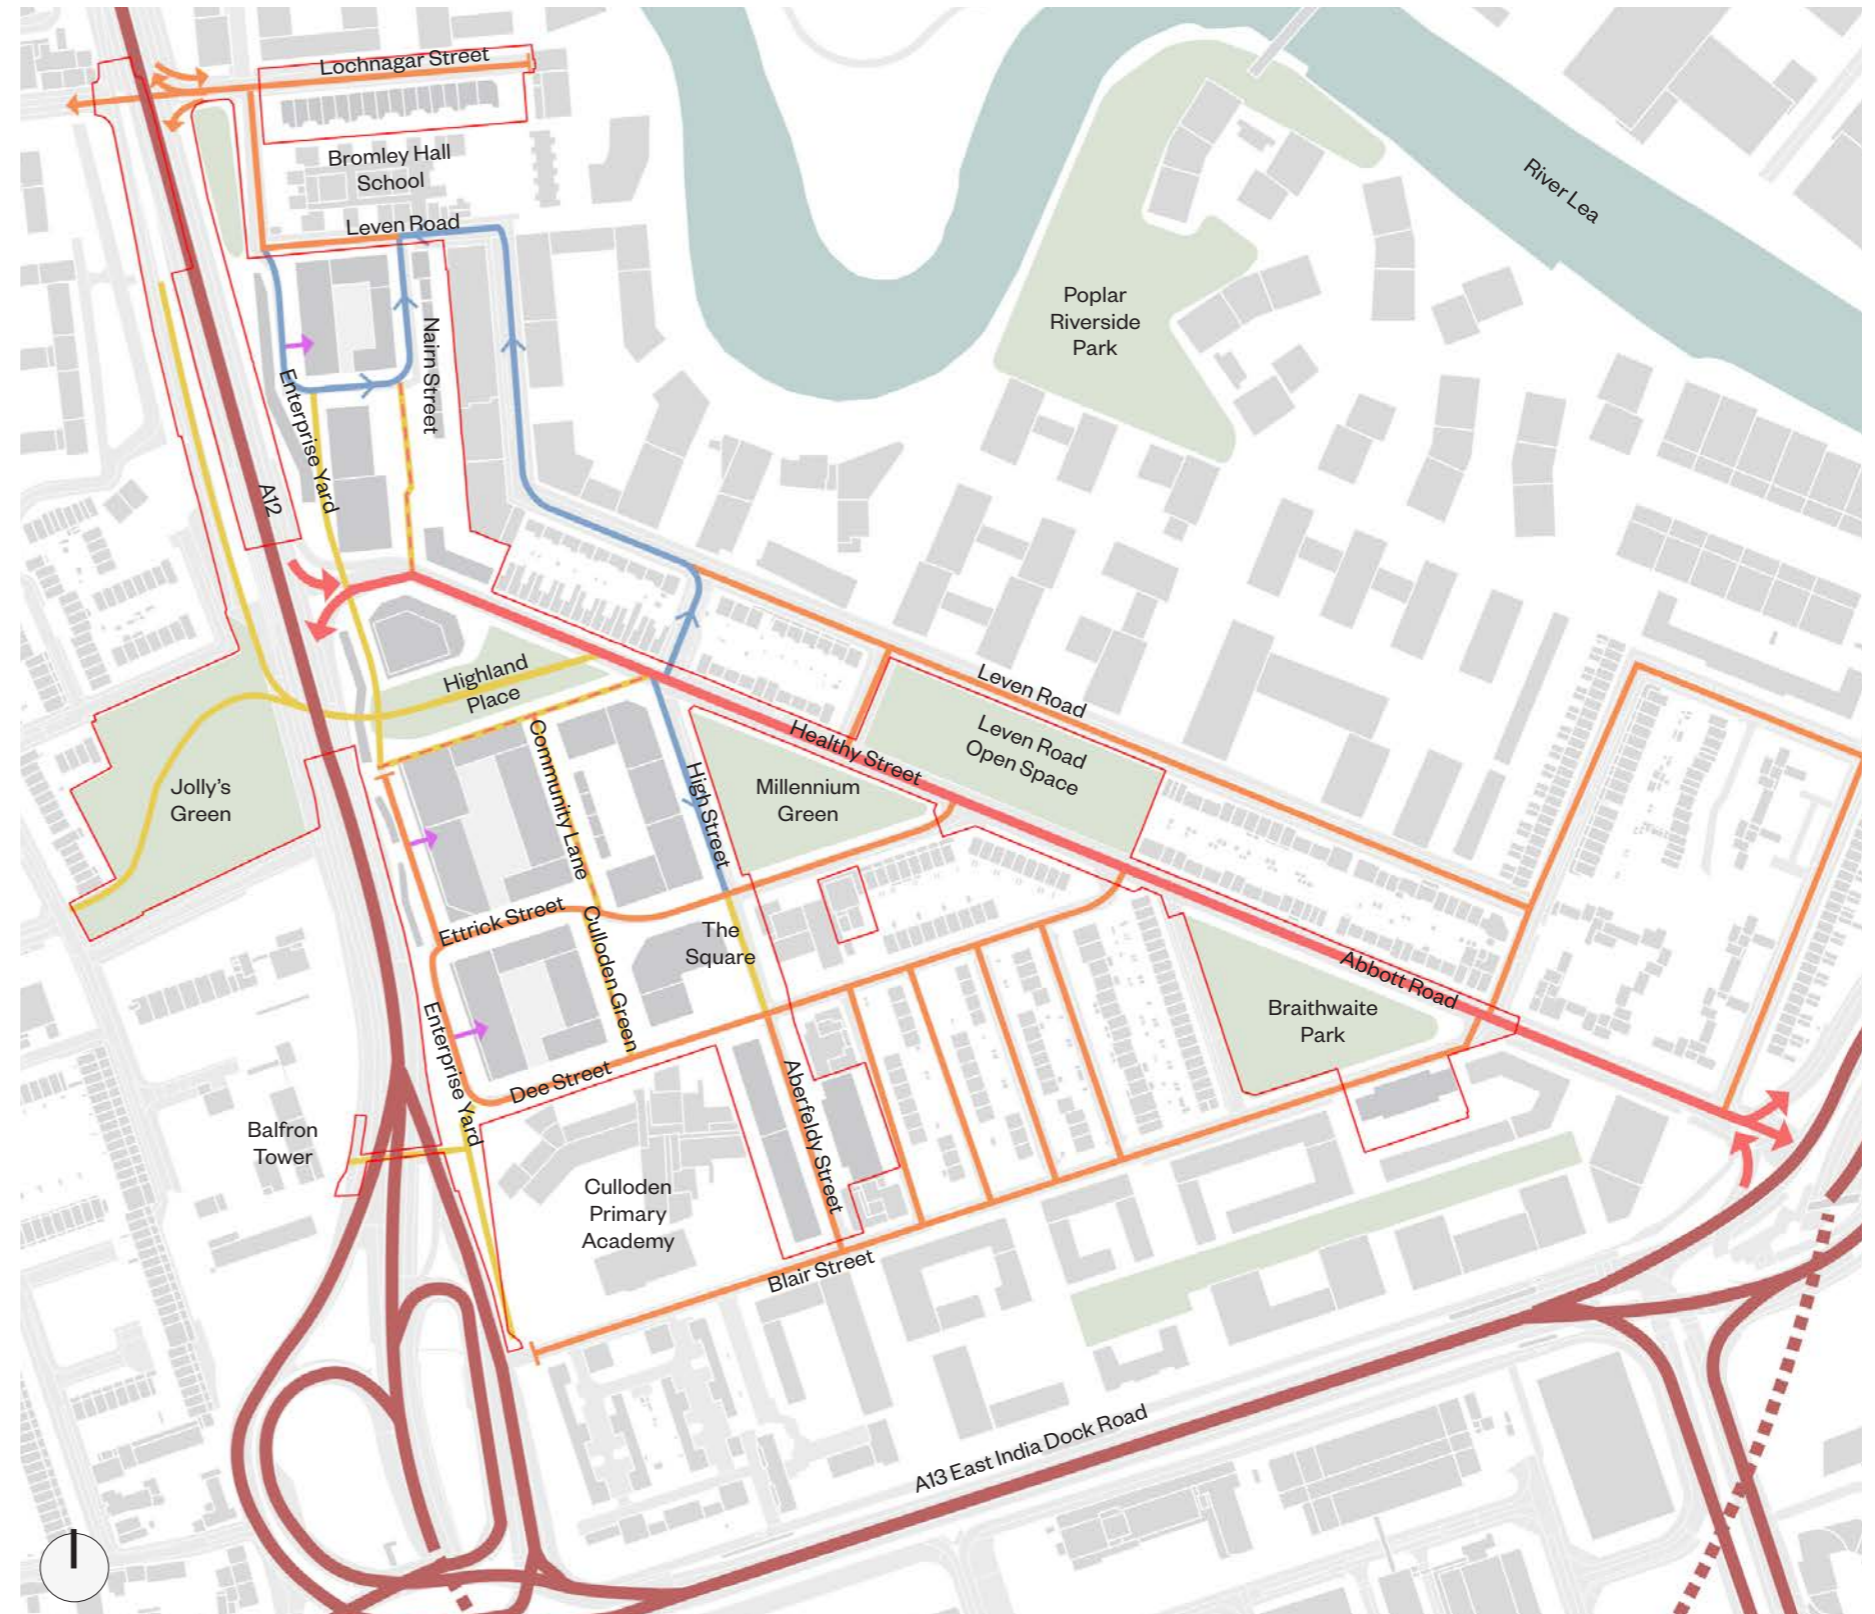 Lochnagar Street
Bromley Hall
School
Leven Road
River Lea
Poplar
Riverside
Park
Nairn Street
Enterprise Yard
A12
Highland
Place
Leven Road
Leven Road
Open Space
Healthy Street
Community Lane
High Street
Millennium
Green
Jolly's
Green
Ettrick Street
Culloden Green
The
Square
Abbott Road
Braithwaite
Park
Enterprise Yard
Dee Street
Aberfeldy Street
Balfron
Tower
Culloden
Primary
Academy
Blair Street
A13 East India Dock Road